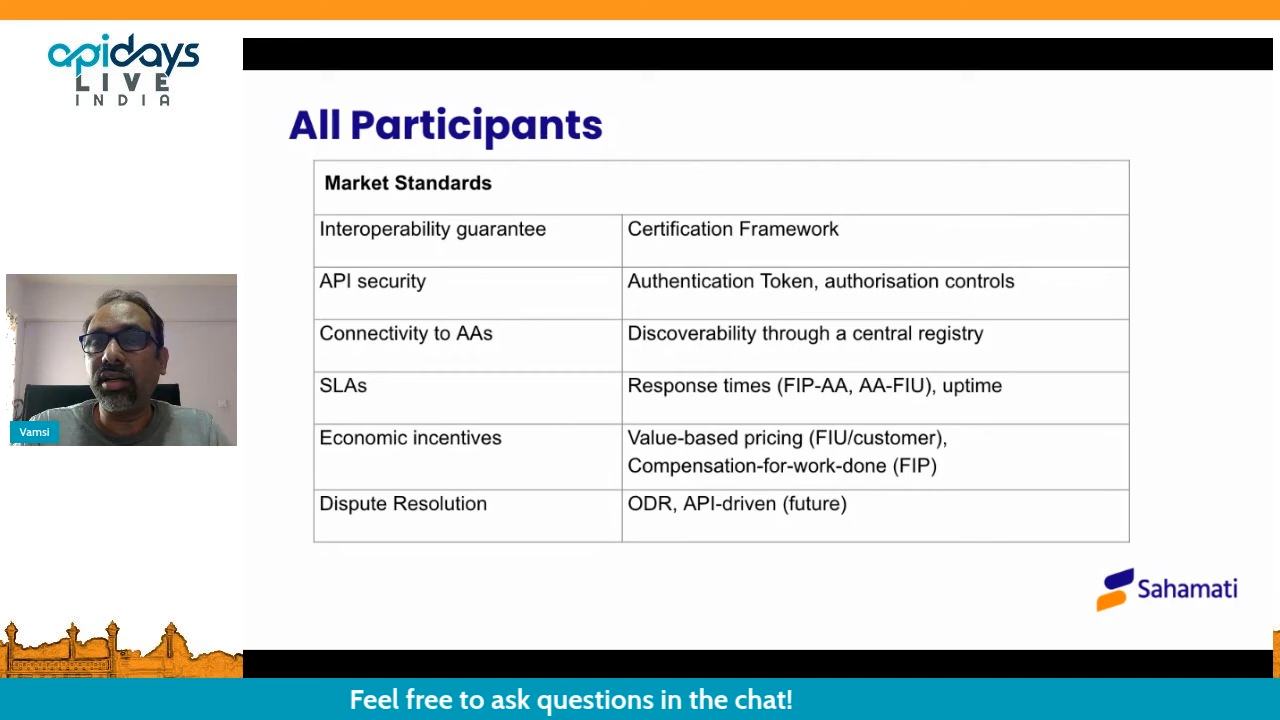 apidays
LIVE
INDIA
All Participants
Market Standards
Interoperability guarantee
Certification Framework
API security
Authentication Token, authorisation controls
Connectivity to AAs
Discoverability through a central registry
SLAs
Response times (FIP-AA, AA-FIU), uptime
Economic incentives
Value-based pricing (FIU/customer),
Compensation-for-work-done (FIP)
Dispute Resolution
ODR, API-driven (future)
Sahamati
Vamsi
Feel free to ask questions in the chat!